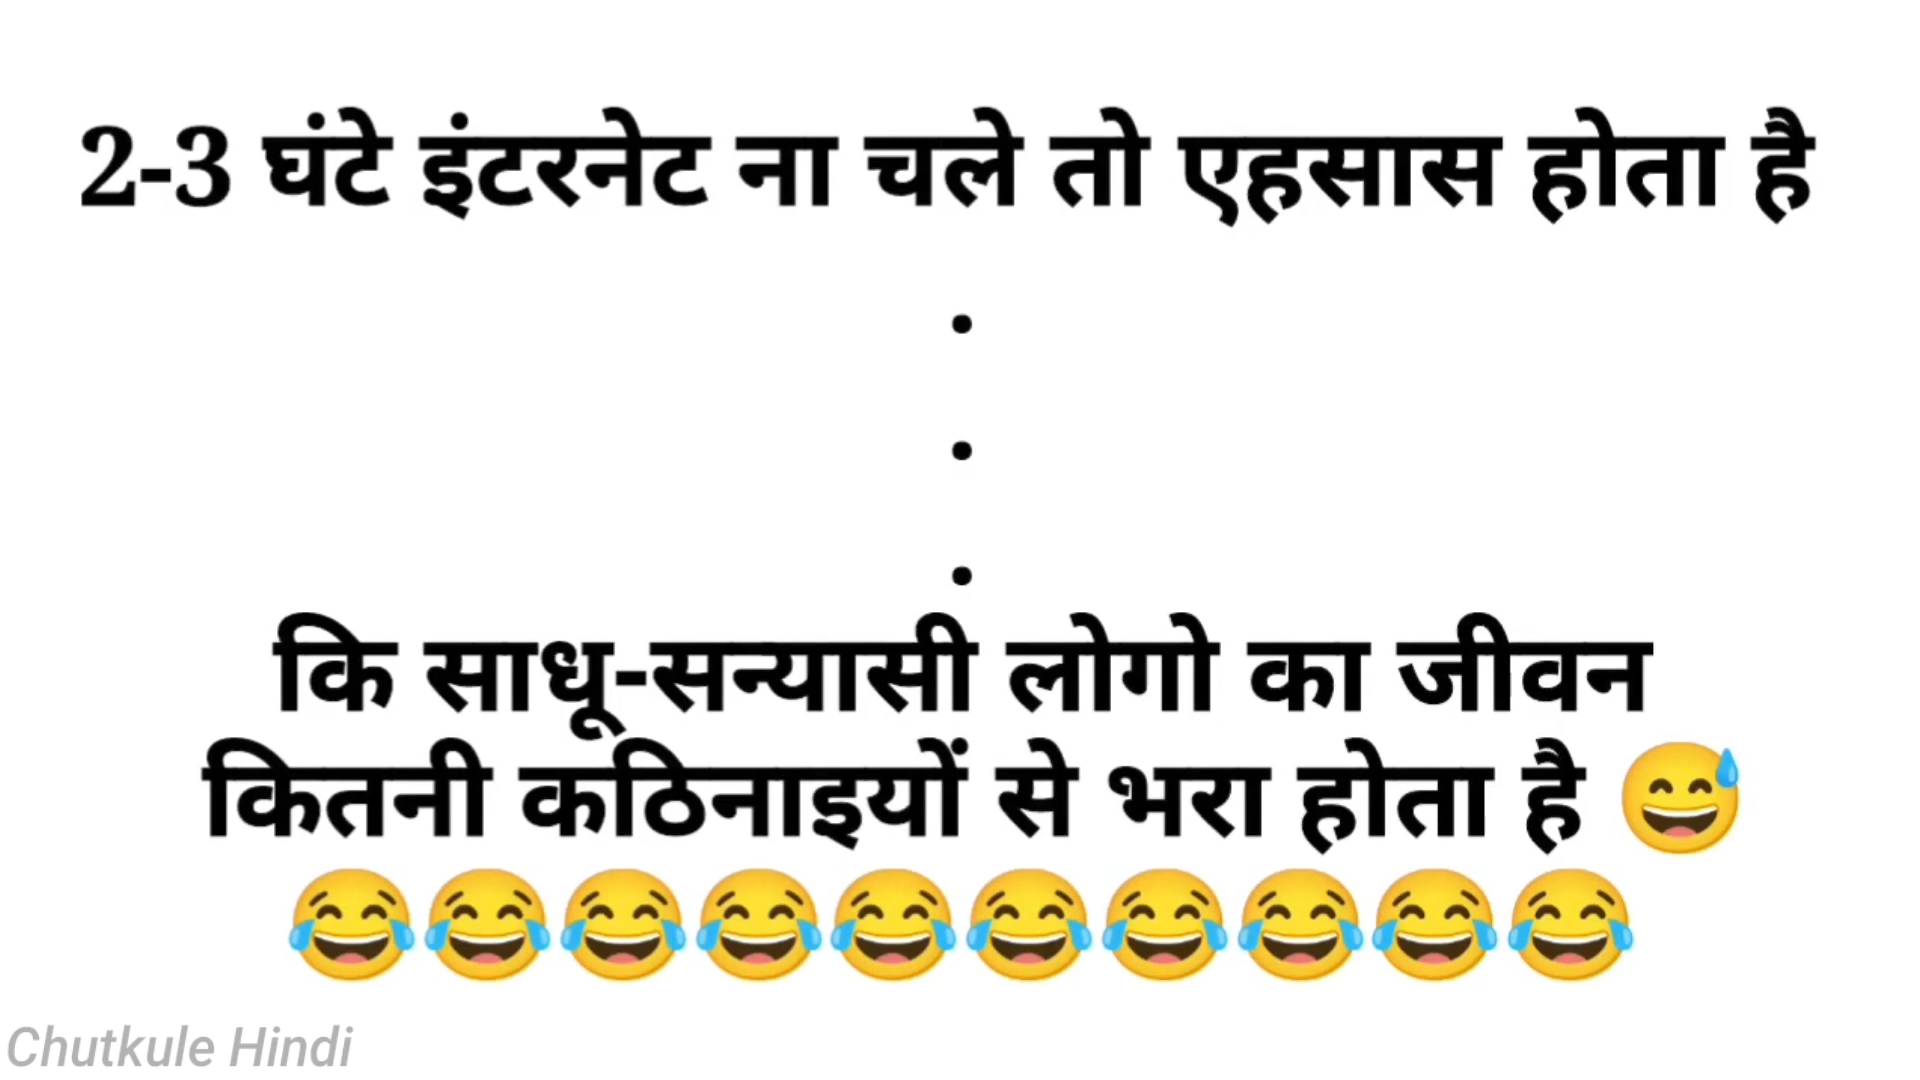 2-3 घंटे इंटरनेट ना चले तो एहसास होता है
.
.
.
कि साधू-सन्यासी लोगो का जीवन
कितनी कठिनाइयों से भरा होता है 😅
😂😂😂😂😂😂😂😂😂😂
Chutkule Hindi